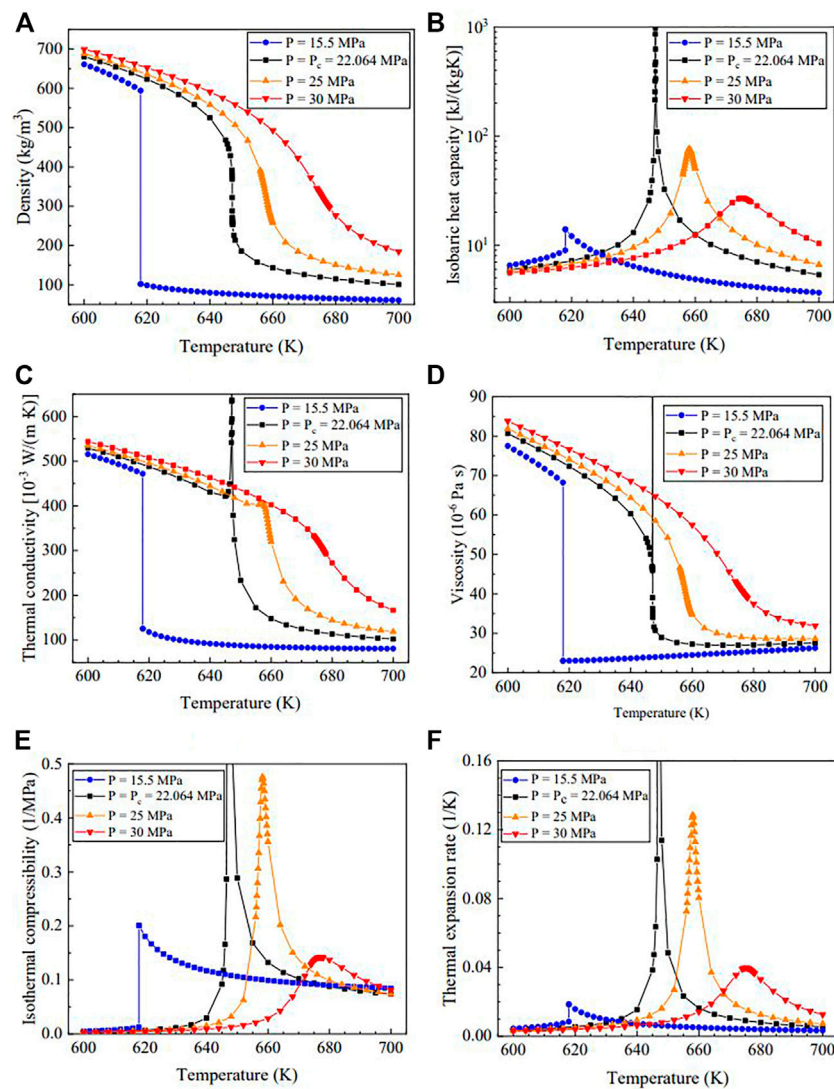 A
Density (kg/m³)
700
600
500
400
300
200
100
600 620 640 660 680 700
Temperature (K)
P = 15.5 MPa
P = Pc = 22.064 MPa
P = 25 MPa
P = 30 MPa
B
Isobaric heat capacity [kJ/(kgK)]
10³
10²
10¹
600 620 640 660 680 700
Temperature (K)
P = 15.5 MPa
P = Pc = 22.064 MPa
P = 25 MPa
P = 30 MPa
C
Thermal conductivity [10⁻³ W/(m K)]
600
500
400
300
200
100
600 620 640 660 680 700
Temperature (K)
P = 15.5 MPa
P = Pc = 22.064 MPa
P = 25 MPa
P = 30 MPa
D
Viscosity (10⁻⁶ Pa s)
90
80
70
60
50
40
30
20
600 620 640 660 680 700
Temperature (K)
P = 15.5 MPa
P = Pc = 22.064 MPa
P = 25 MPa
P = 30 MPa
E
Isothermal compressibility (1/MPa)
0.5
0.4
0.3
0.2
0.1
0.0
600 620 640 660 680 700
Temperature (K)
P = 15.5 MPa
P = Pc = 22.064 MPa
P = 25 MPa
P = 30 MPa
F
Thermal expansion rate (1/K)
0.16
0.12
0.08
0.04
0.00
600 620 640 660 680 700
Temperature (K)
P = 15.5 MPa
P = Pc = 22.064 MPa
P = 25 MPa
P = 30 MPa